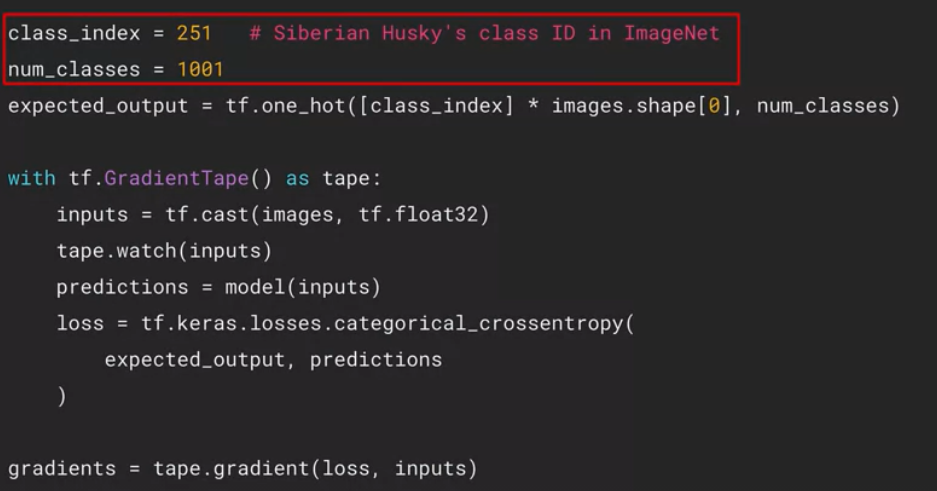 class_index = 251   # Siberian Husky's class ID in ImageNet
num_classes = 1001
expected_output = tf.one_hot([class_index] * images.shape[0], num_classes)
with tf.GradientTape() as tape:
    inputs = tf.cast(images, tf.float32)
    tape.watch(inputs)
    predictions = model(inputs)
    loss = tf.keras.losses.categorical_crossentropy(
        expected_output, predictions
    )
gradients = tape.gradient(loss, inputs)